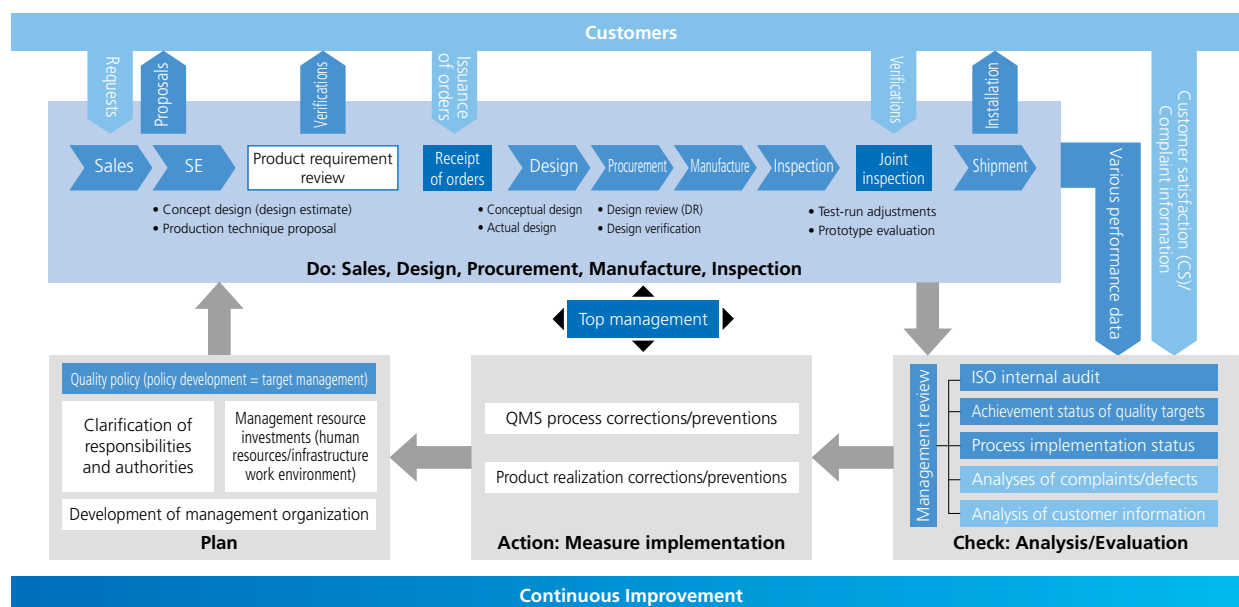 Customers
Requests
Proposals
Verifications
Issuance
of orders
Verifications
Installation
Customer satisfaction (CS)/
Complaint information
Various performance data
Sales
SE
Product requirement
review
Receipt
of orders
Design
Procurement
Manufacture
Inspection
Joint
inspection
Shipment
• Concept design (design estimate)
• Production technique proposal
• Conceptual design
• Actual design
• Design review (DR)
• Design verification
• Test-run adjustments
• Prototype evaluation
Do: Sales, Design, Procurement, Manufacture, Inspection
Top management
Quality policy (policy development = target management)
Clarification of
responsibilities
and authorities
Management resource
investments (human
resources/infrastructure
work environment)
Development of management organization
Plan
QMS process corrections/preventions
Product realization corrections/preventions
Action: Measure implementation
Management review
ISO internal audit
Achievement status of quality targets
Process implementation status
Analyses of complaints/defects
Analysis of customer information
Check: Analysis/Evaluation
Continuous Improvement